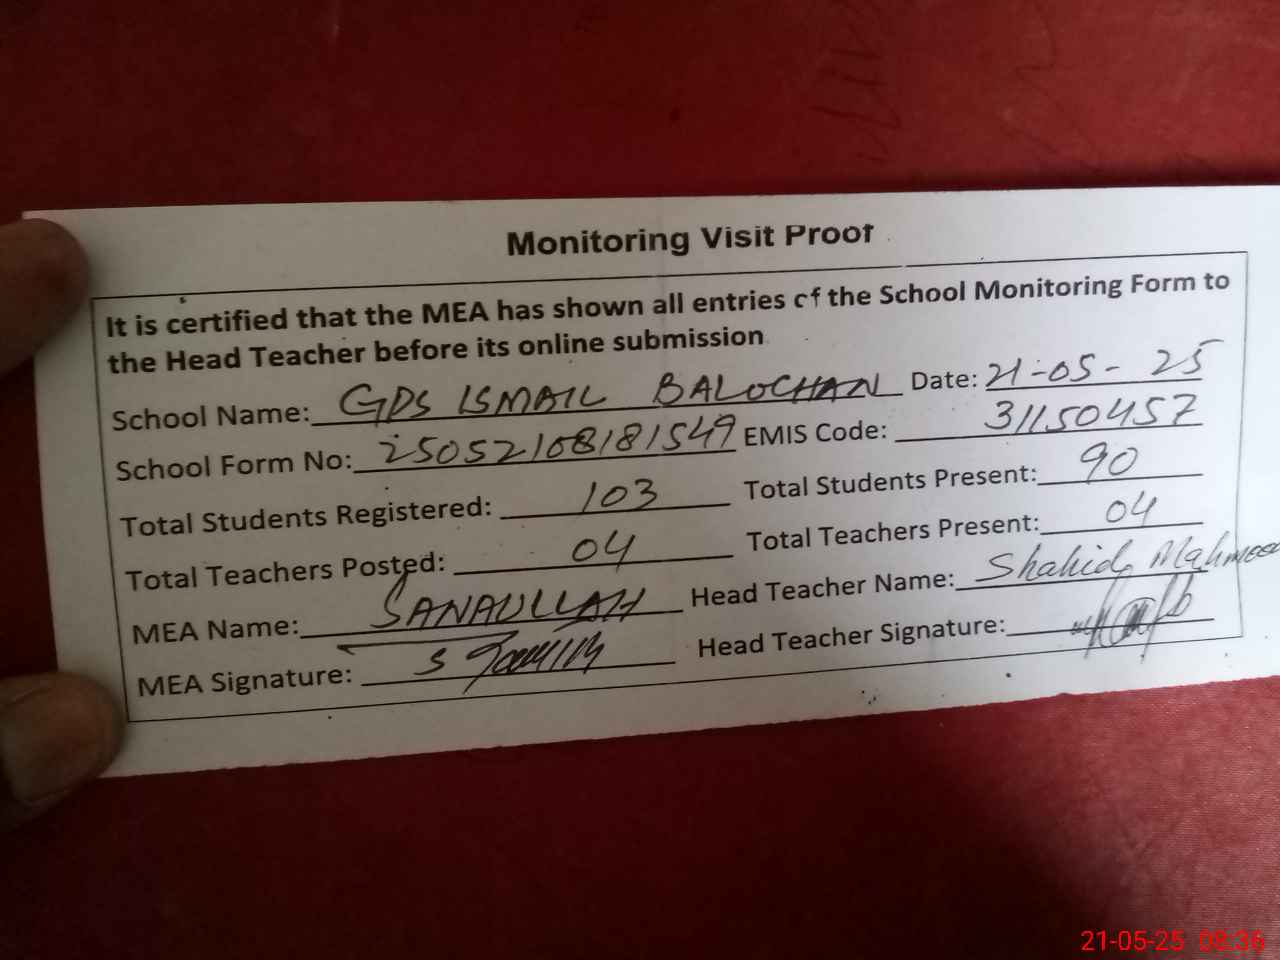 Monitoring Visit Proof
It is certified that the MEA has shown all entries of the School Monitoring Form to
the Head Teacher before its online submission
School Name: GPS ISMAIL BALOCHAN Date: 21-05-25
School Form No: 25052108181549 EMIS Code: 31150457
Total Students Registered: 103 Total Students Present: 90
Total Teachers Posted: 04 Total Teachers Present: 04
MEA Name: SANAULLAH Head Teacher Name: Shahid Mahmood
MEA Signature: Head Teacher Signature:
21-05-25 08:36